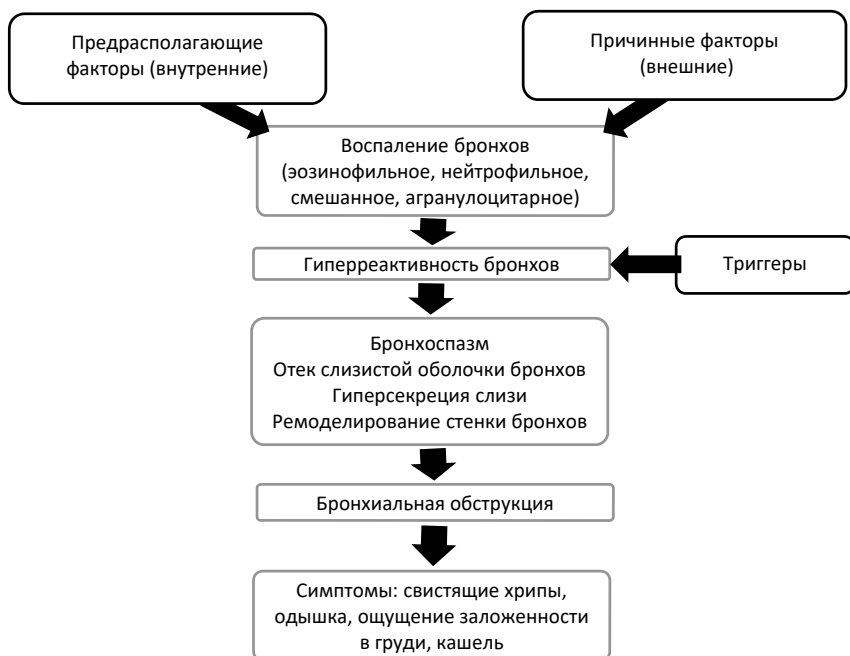 Предрасполагающие
факторы (внутренние)
Причинные факторы
(внешние)
Воспаление бронхов
(эозинофильное, нейтрофильное,
смешанное, агранулоцитарное)
Гиперреактивность бронхов
Триггеры
Бронхоспазм
Отек слизистой оболочки бронхов
Гиперсекреция слизи
Ремоделирование стенки бронхов
Бронхиальная обструкция
Симптомы: свистящие хрипы,
одышка, ощущение заложенности
в груди, кашель